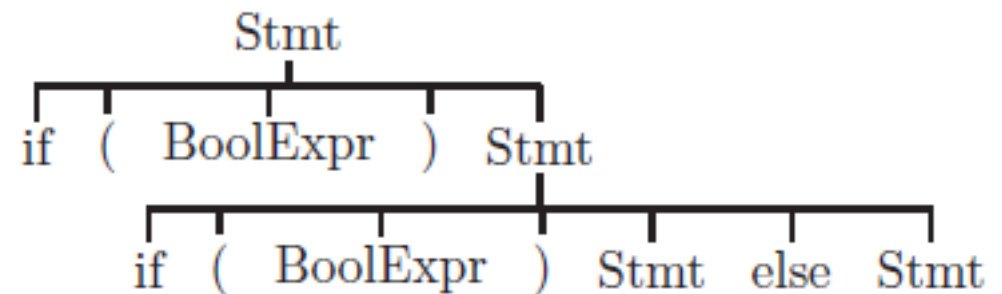 Stmt
if ( BoolExpr ) Stmt
if ( BoolExpr ) Stmt else Stmt